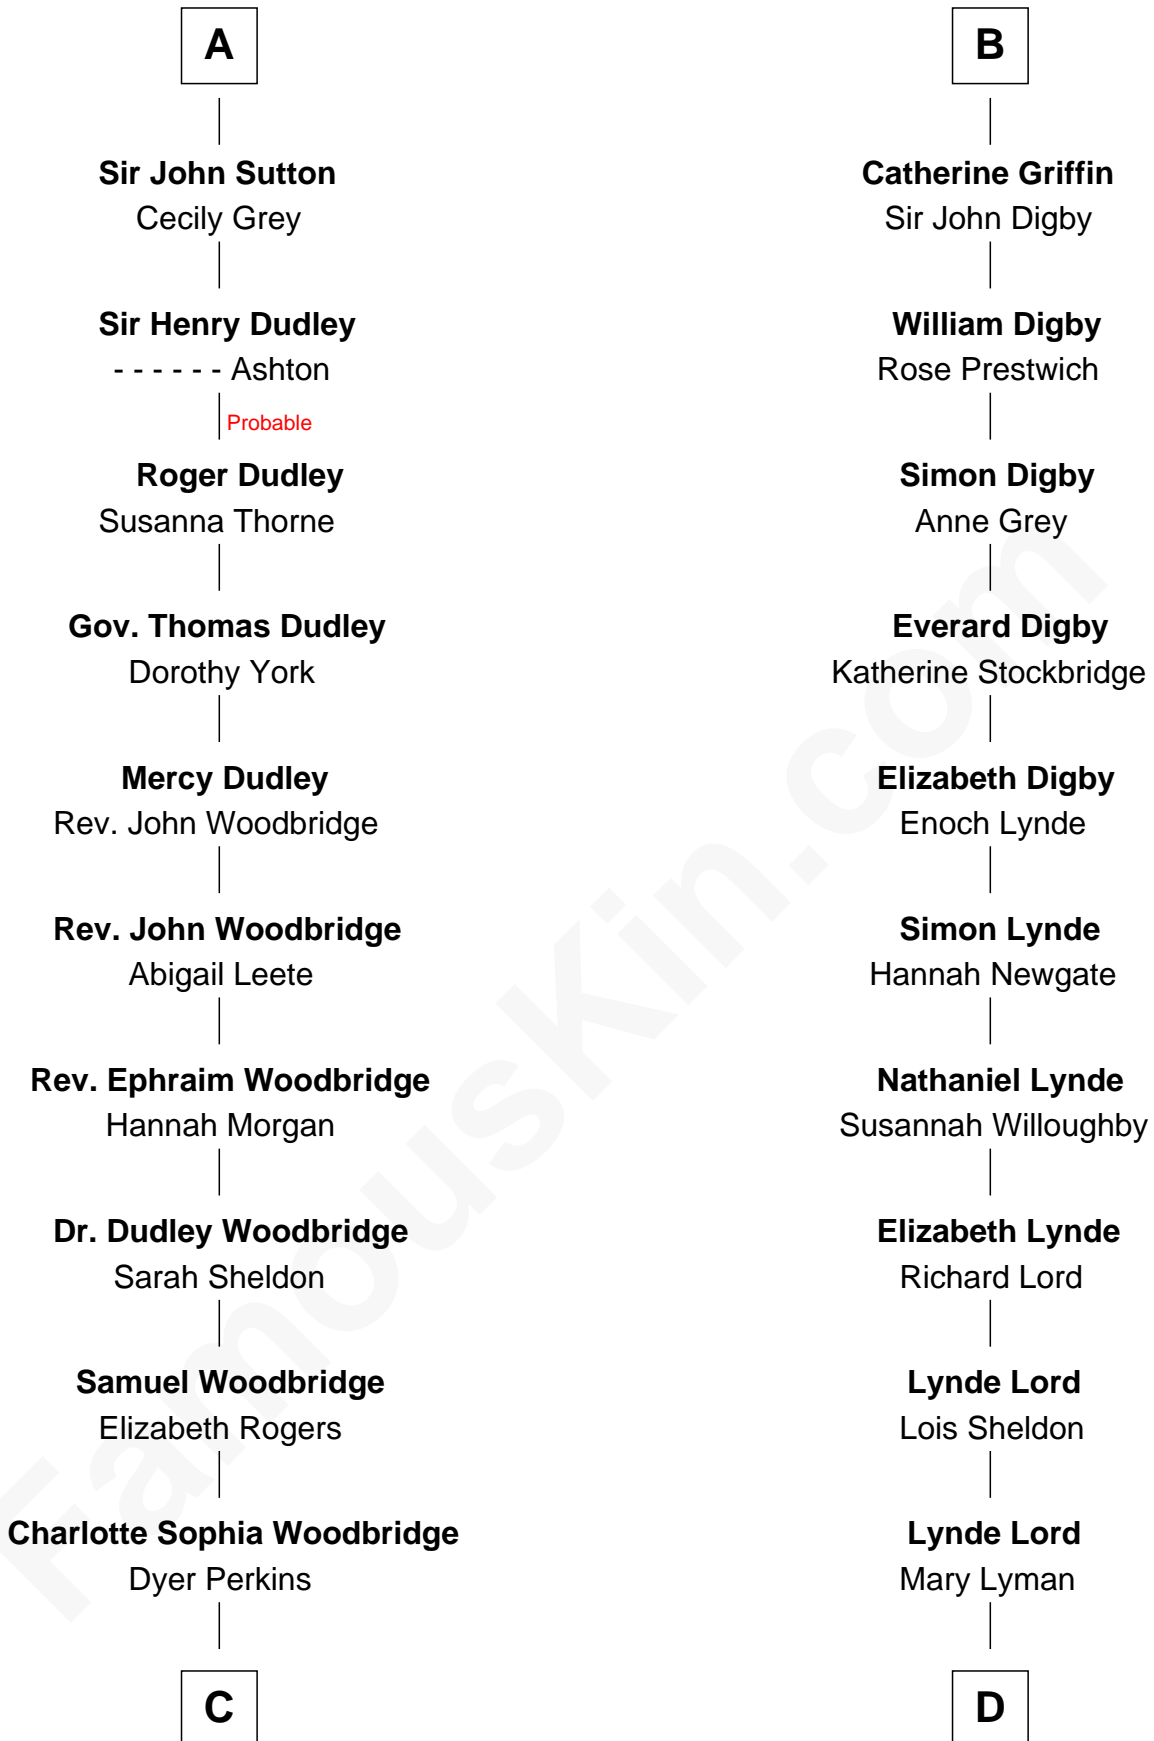 A
Sir John Sutton
Cecily Grey
Sir Henry Dudley
- - - - - - Ashton
Probable
Roger Dudley
Susanna Thorne
Gov. Thomas Dudley
Dorothy York
Mercy Dudley
Rev. John Woodbridge
Rev. John Woodbridge
Abigail Leete
Rev. Ephraim Woodbridge
Hannah Morgan
Dr. Dudley Woodbridge
Sarah Sheldon
Samuel Woodbridge
Elizabeth Rogers
Charlotte Sophia Woodbridge
Dyer Perkins
C
B
Catherine Griffin
Sir John Digby
William Digby
Rose Prestwich
Simon Digby
Anne Grey
Everard Digby
Katherine Stockbridge
Elizabeth Digby
Enoch Lynde
Simon Lynde
Hannah Newgate
Nathaniel Lynde
Susannah Willoughby
Elizabeth Lynde
Richard Lord
Lynde Lord
Lois Sheldon
Lynde Lord
Mary Lyman
D
FamousKin.com